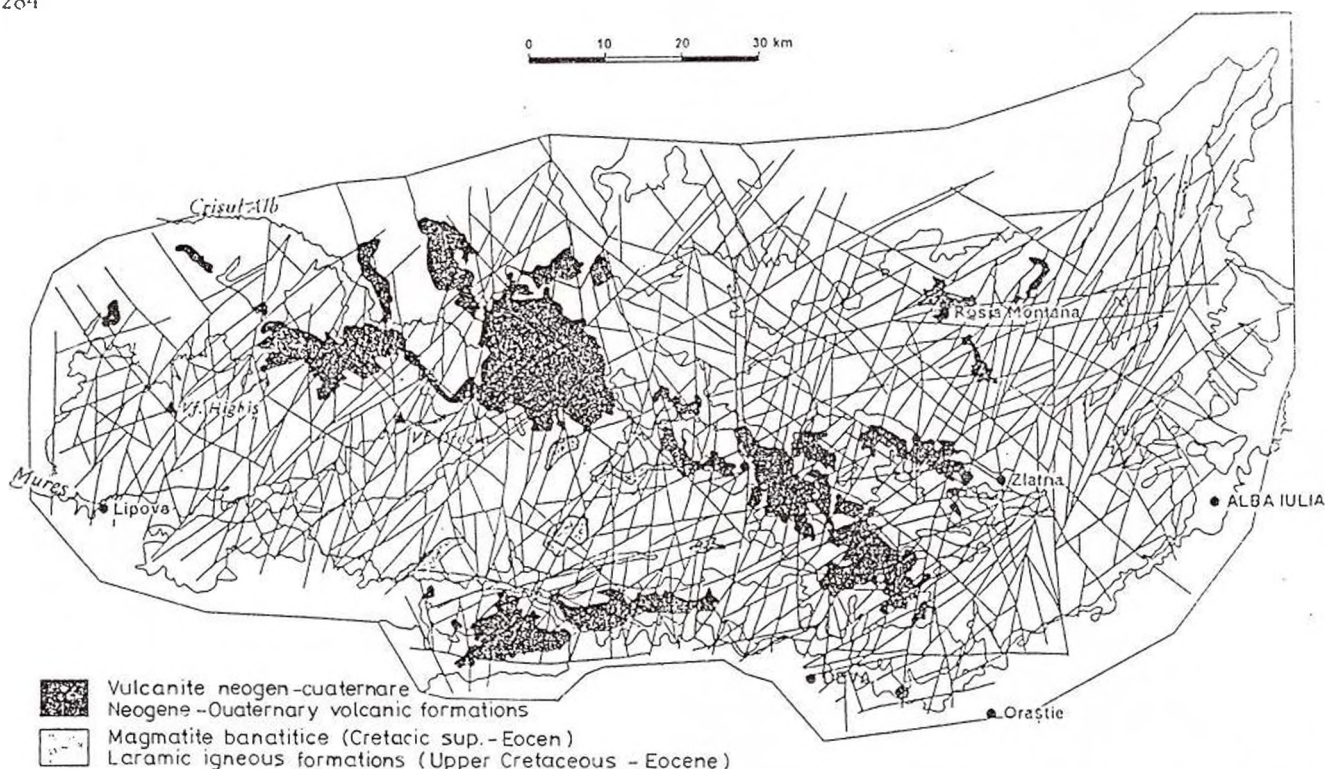 284
0 10 20 30 km
Crisul Alb
Rosia Montana
Vf. Highis
Mures
Lipova
Zlatna
ALBA IULIA
DEVA
Orastie
Vulcanite neogen-cuaternare
Neogene-Quaternary volcanic formations
Magmatite banatitice (Cretacic sup.-Eocen)
Laramic igneous formations (Upper Cretaceous - Eocene)